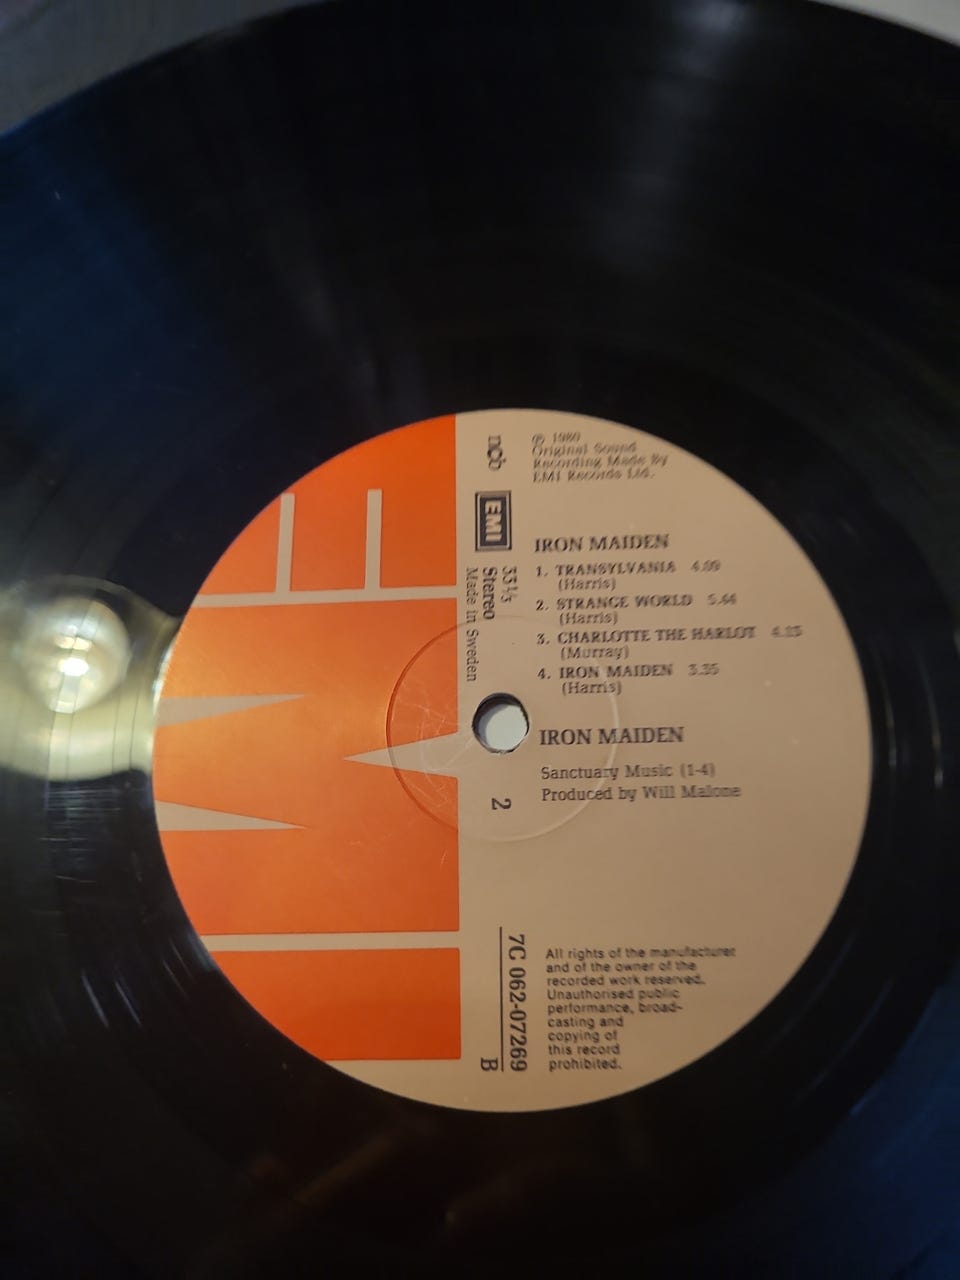 ℗ 1980
Original Sound
Recording Made By
EMI Records Ltd.
ncb
EMI
33⅓
Stereo
Made in Sweden
IRON MAIDEN
1. TRANSYLVANIA 4.09
(Harris)
2. STRANGE WORLD 5.44
(Harris)
3. CHARLOTTE THE HARLOT 4.13
(Murray)
4. IRON MAIDEN 3.35
(Harris)
IRON MAIDEN
Sanctuary Music (1-4)
Produced by Will Malone
2
7C 062-07269
B
All rights of the manufacturer
and of the owner of the
recorded work reserved.
Unauthorised public
performance, broad-
casting and
copying of
this record
prohibited.
EMI